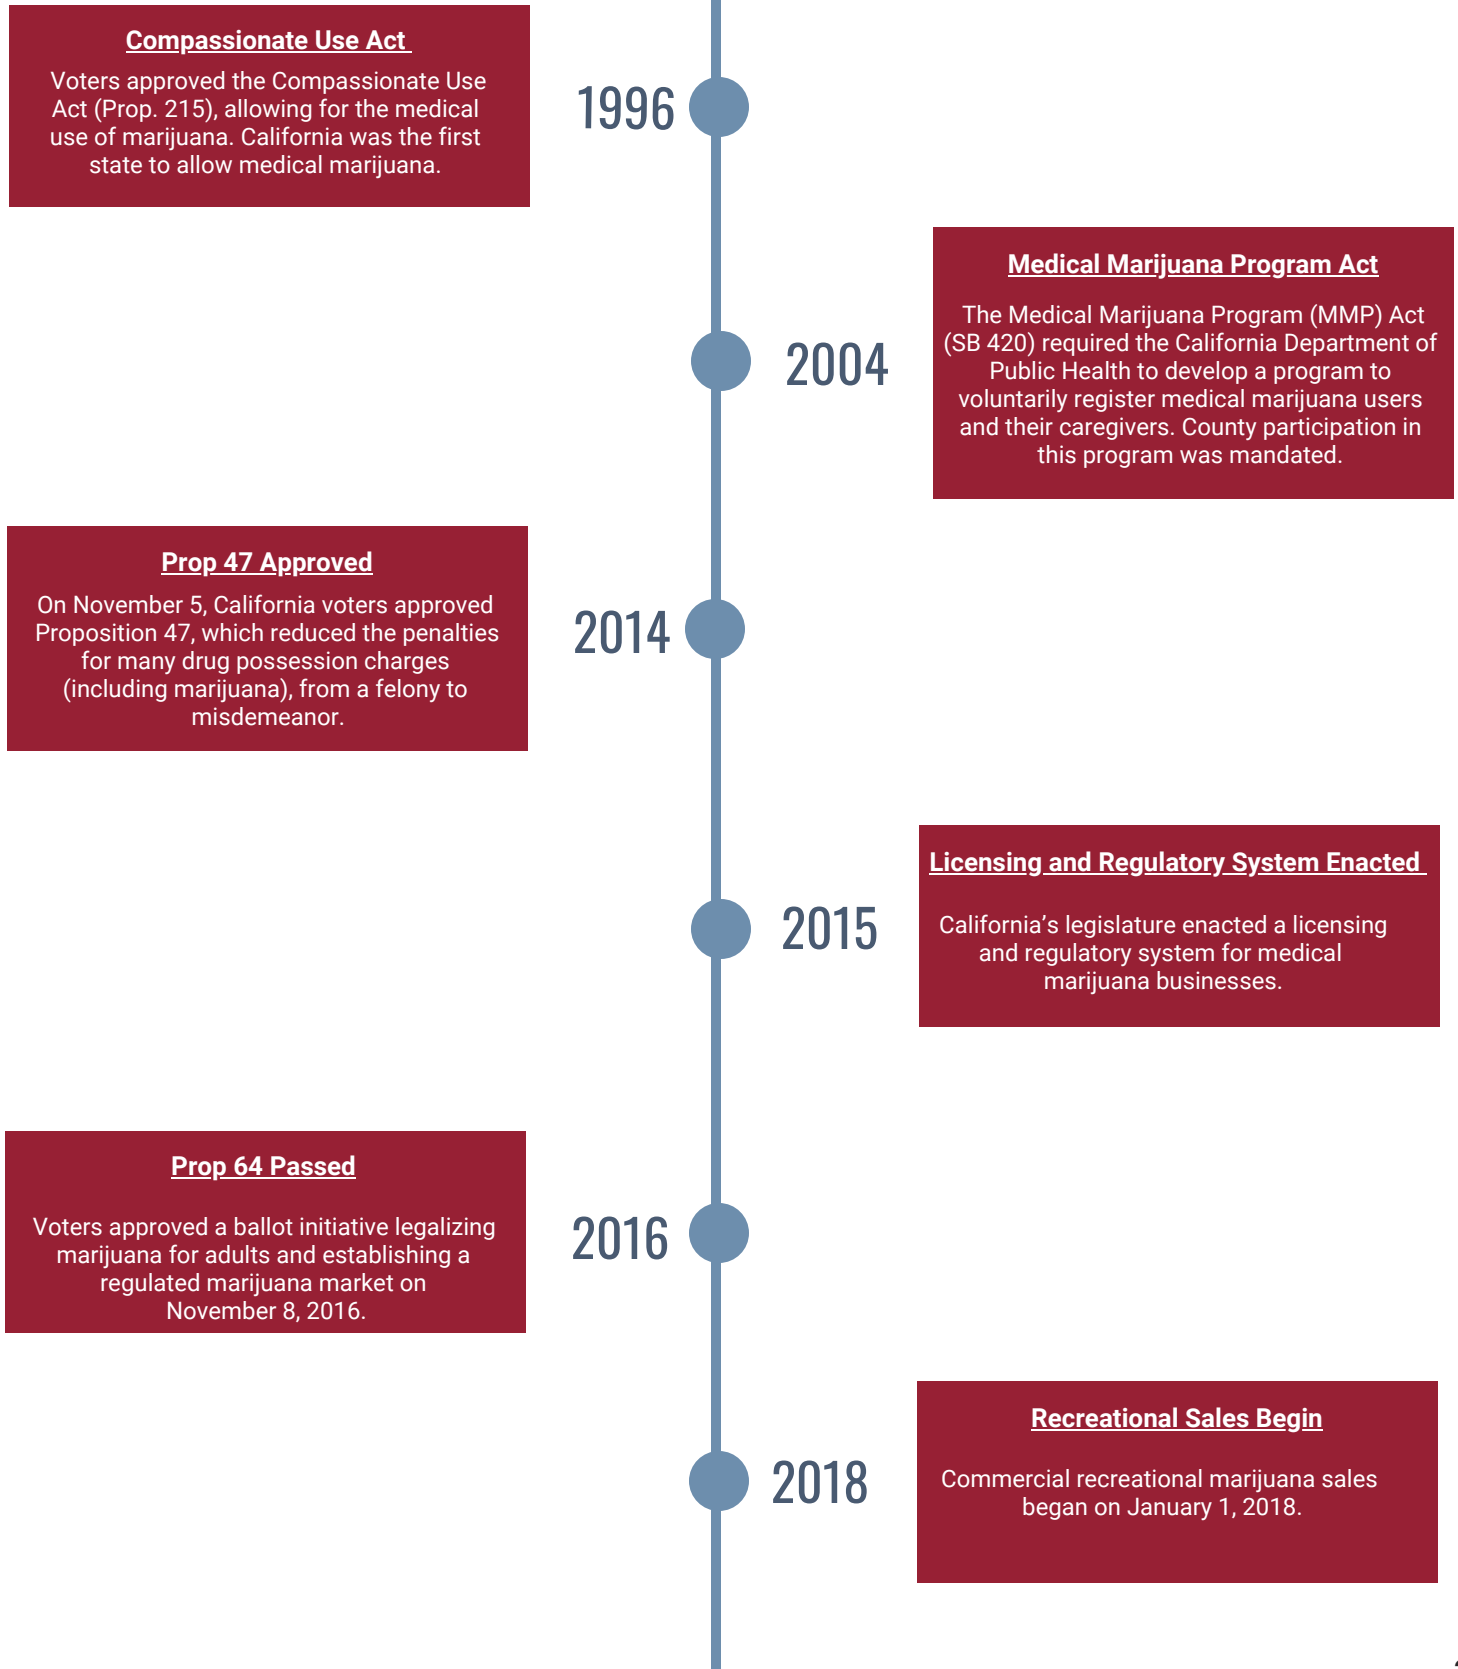 Compassionate Use Act
Voters approved the Compassionate Use
Act (Prop. 215), allowing for the medical
use of marijuana. California was the first
state to allow medical marijuana.
1996
Medical Marijuana Program Act
The Medical Marijuana Program (MMP) Act
(SB 420) required the California Department of
Public Health to develop a program to
voluntarily register medical marijuana users
and their caregivers. County participation in
this program was mandated.
2004
Prop 47 Approved
On November 5, California voters approved
Proposition 47, which reduced the penalties
for many drug possession charges
(including marijuana), from a felony to
misdemeanor.
2014
Licensing and Regulatory System Enacted
California’s legislature enacted a licensing
and regulatory system for medical
marijuana businesses.
2015
Prop 64 Passed
Voters approved a ballot initiative legalizing
marijuana for adults and establishing a
regulated marijuana market on
November 8, 2016.
2016
Recreational Sales Begin
Commercial recreational marijuana sales
began on January 1, 2018.
2018